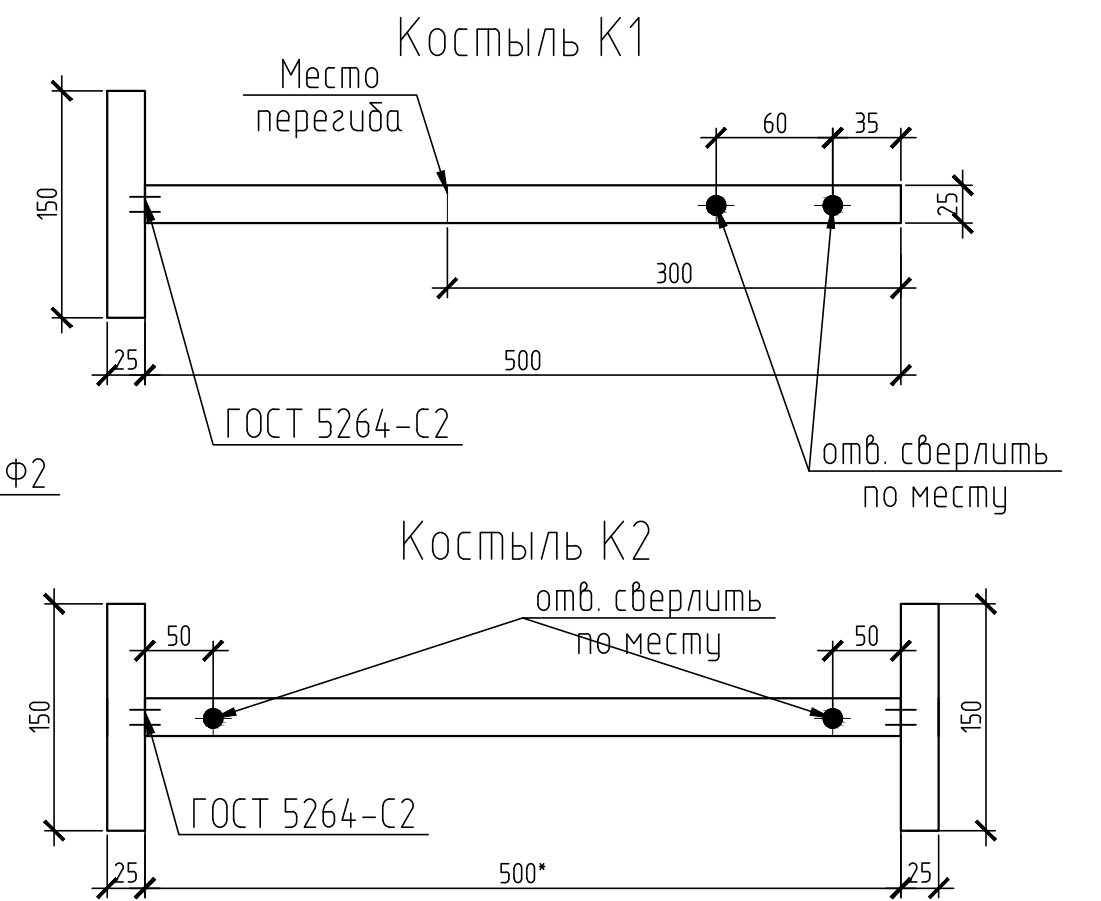 Костыль К1
Место
перегиба
60
35
150
25
300
25
500
ГОСТ 5264-С2
отв. сверлить
по месту
Ф2
Костыль К2
отв. сверлить
по месту
50
50
150
150
ГОСТ 5264-С2
25
500*
25